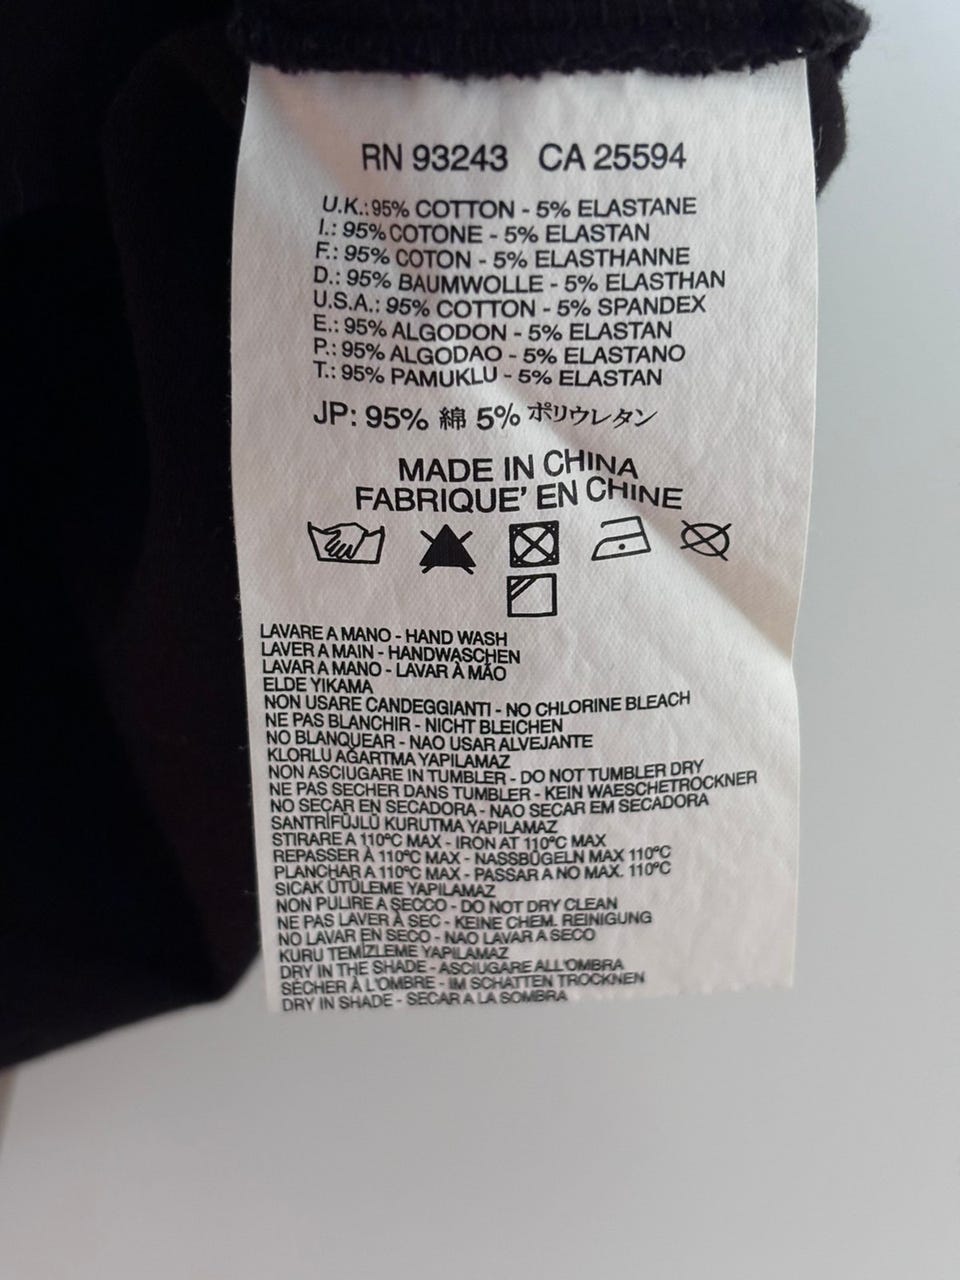 RN 93243 CA 25594
U.K.: 95% COTTON - 5% ELASTANE
I.: 95% COTONE - 5% ELASTAN
F.: 95% COTON - 5% ELASTHANNE
D.: 95% BAUMWOLLE - 5% ELASTHAN
U.S.A.: 95% COTTON - 5% SPANDEX
E.: 95% ALGODON - 5% ELASTAN
P.: 95% ALGODAO - 5% ELASTANO
T.: 95% PAMUKLU - 5% ELASTAN
JP: 95% 綿 5% ポリウレタン
MADE IN CHINA
FABRIQUE' EN CHINE
LAVARE A MANO - HAND WASH
LAVER A MAIN - HANDWASCHEN
LAVAR A MANO - LAVAR À MÃO
ELDE YIKAMA
NON USARE CANDEGGIANTI - NO CHLORINE BLEACH
NE PAS BLANCHIR - NICHT BLEICHEN
NO BLANQUEAR - NAO USAR ALVEJANTE
KLORLU AĞARTMA YAPILAMAZ
NON ASCIUGARE IN TUMBLER - DO NOT TUMBLER DRY
NE PAS SECHER DANS TUMBLER - KEIN WAESCHETROCKNER
NO SECAR EN SECADORA - NAO SECAR EM SECADORA
SANTRİFÜJLÜ KURUTMA YAPILAMAZ
STIRARE A 110ºC MAX - IRON AT 110ºC MAX
REPASSER À 110ºC MAX - NASSBÜGELN MAX 110ºC
PLANCHAR A 110ºC MAX - PASSAR A NO MAX. 110ºC
SICAK ÜTÜLEME YAPILAMAZ
NON PULIRE A SECCO - DO NOT DRY CLEAN
NE PAS LAVER À SEC - KEINE CHEM. REINIGUNG
NO LAVAR EN SECO - NAO LAVAR A SECO
KURU TEMİZLEME YAPILAMAZ
DRY IN THE SHADE - ASCIUGARE ALL'OMBRA
SÉCHER À L'OMBRE - IM SCHATTEN TROCKNEN
DRY IN SHADE - SECAR A LA SOMBRA